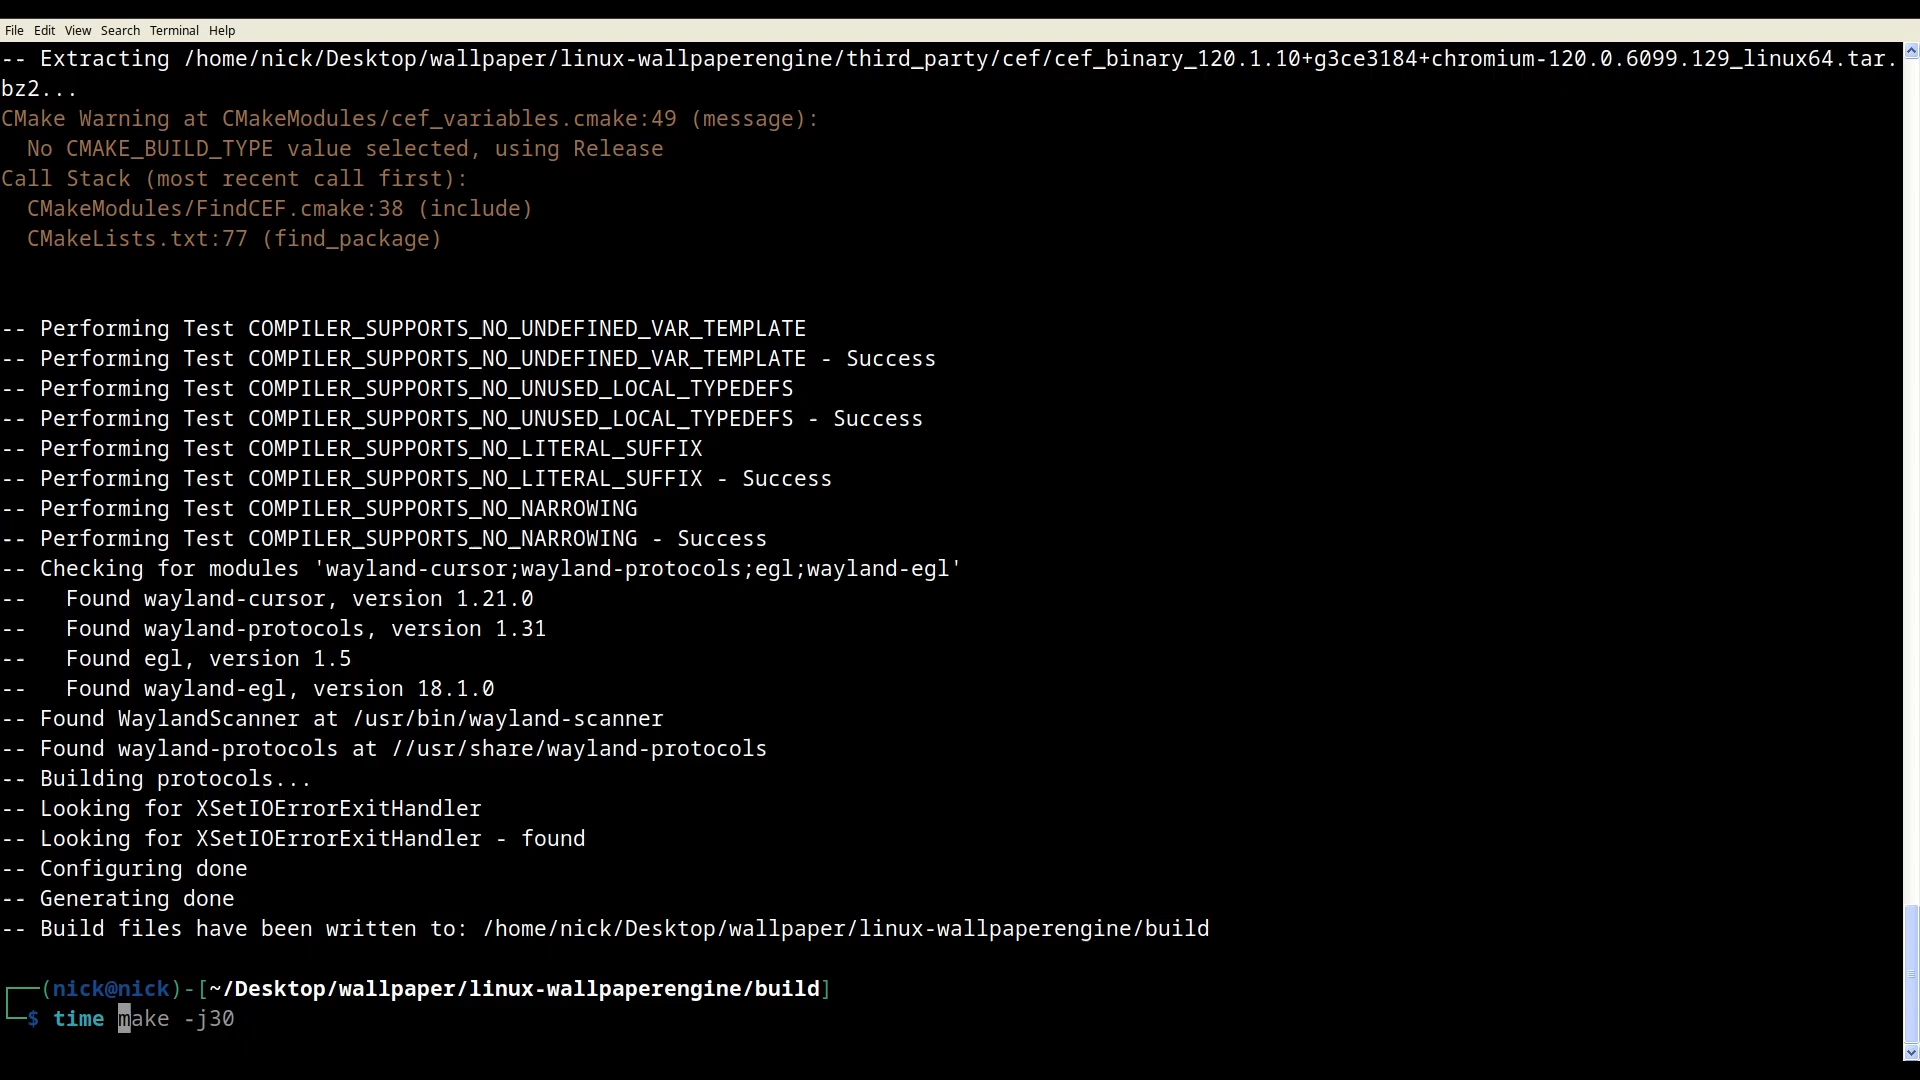 File Edit View Search Terminal Help
-- Extracting /home/nick/Desktop/wallpaper/linux-wallpaperengine/third_party/cef/cef_binary_120.1.10+g3ce3184+chromium-120.0.6099.129_linux64.tar.
bz2...
CMake Warning at CMakeModules/cef_variables.cmake:49 (message):
  No CMAKE_BUILD_TYPE value selected, using Release
Call Stack (most recent call first):
  CMakeModules/FindCEF.cmake:38 (include)
  CMakeLists.txt:77 (find_package)
-- Performing Test COMPILER_SUPPORTS_NO_UNDEFINED_VAR_TEMPLATE
-- Performing Test COMPILER_SUPPORTS_NO_UNDEFINED_VAR_TEMPLATE - Success
-- Performing Test COMPILER_SUPPORTS_NO_UNUSED_LOCAL_TYPEDEFS
-- Performing Test COMPILER_SUPPORTS_NO_UNUSED_LOCAL_TYPEDEFS - Success
-- Performing Test COMPILER_SUPPORTS_NO_LITERAL_SUFFIX
-- Performing Test COMPILER_SUPPORTS_NO_LITERAL_SUFFIX - Success
-- Performing Test COMPILER_SUPPORTS_NO_NARROWING
-- Performing Test COMPILER_SUPPORTS_NO_NARROWING - Success
-- Checking for modules 'wayland-cursor;wayland-protocols;egl;wayland-egl'
--   Found wayland-cursor, version 1.21.0
--   Found wayland-protocols, version 1.31
--   Found egl, version 1.5
--   Found wayland-egl, version 18.1.0
-- Found WaylandScanner at /usr/bin/wayland-scanner
-- Found wayland-protocols at //usr/share/wayland-protocols
-- Building protocols...
-- Looking for XSetIOErrorExitHandler
-- Looking for XSetIOErrorExitHandler - found
-- Configuring done
-- Generating done
-- Build files have been written to: /home/nick/Desktop/wallpaper/linux-wallpaperengine/build
┌──(nick@nick)-[~/Desktop/wallpaper/linux-wallpaperengine/build]
└─$ time make -j30